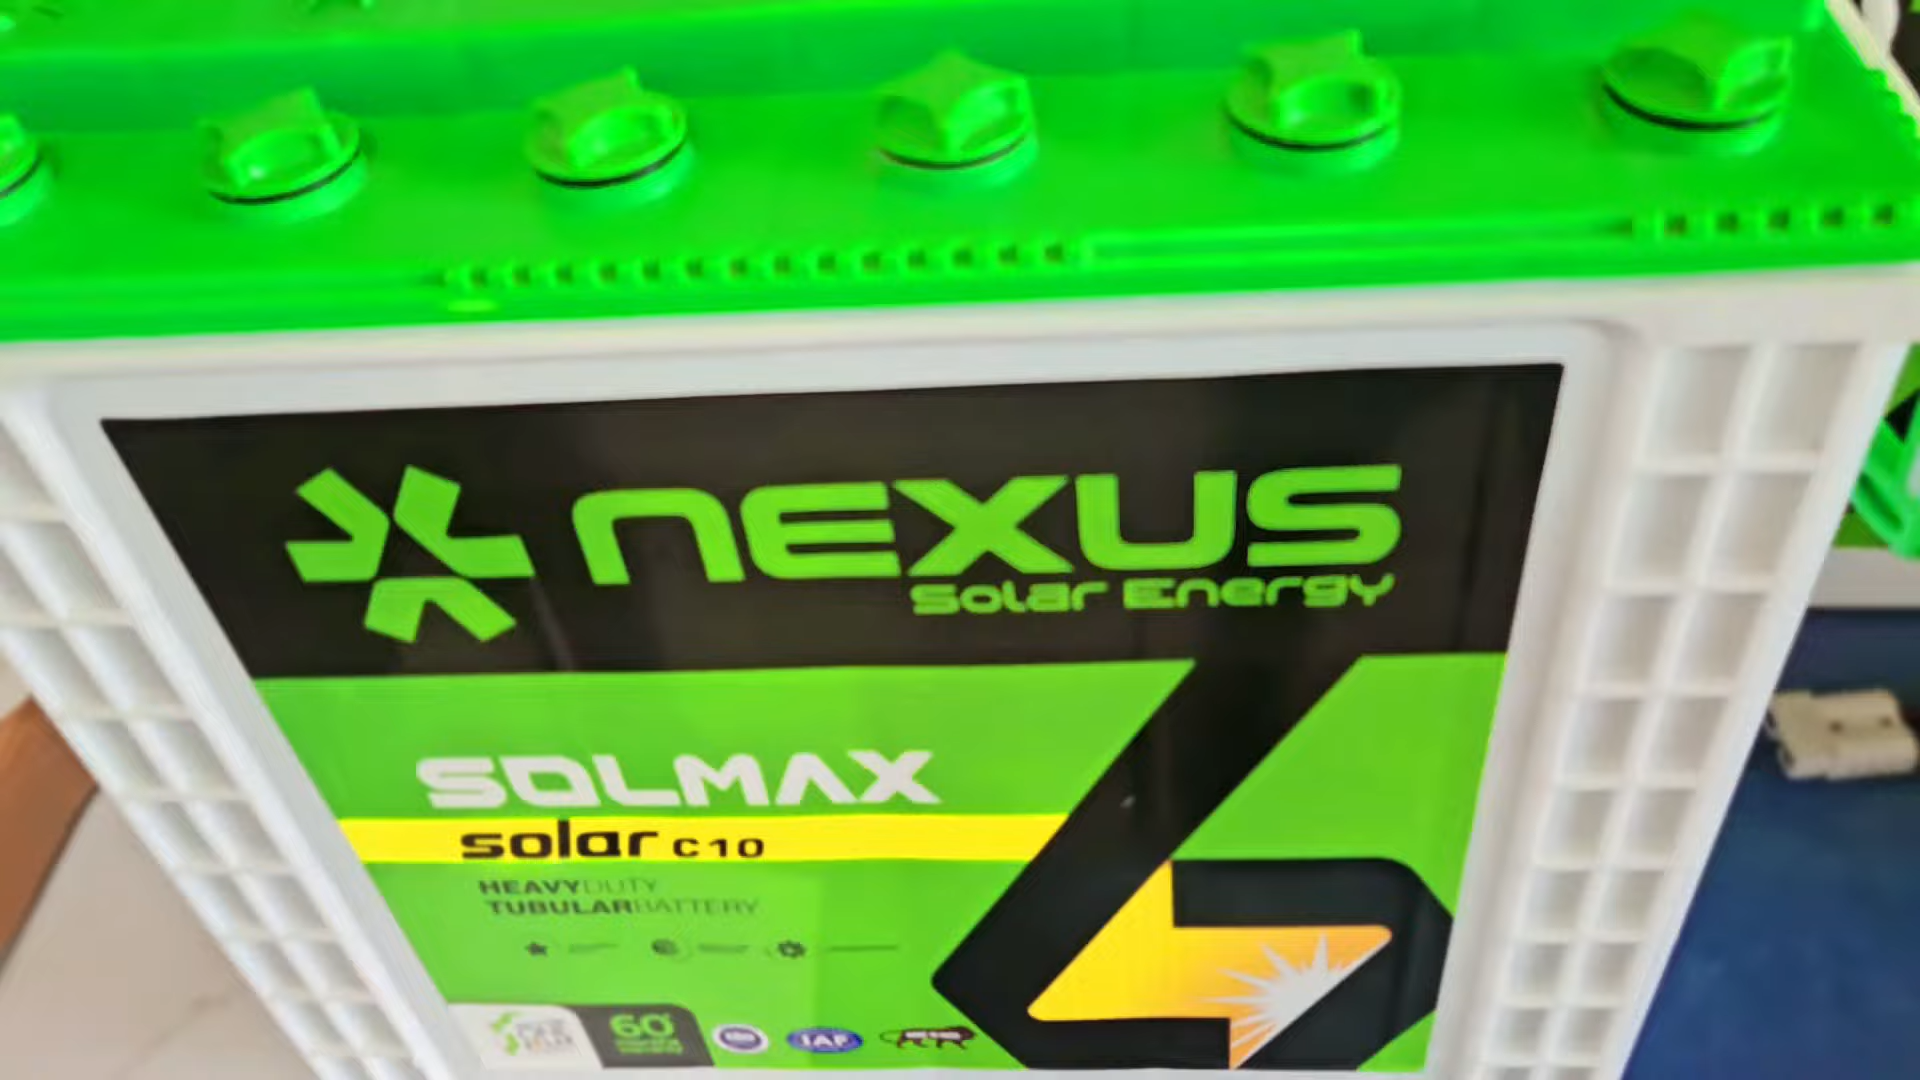 nexus
Solar Energy
SOLMAX
solar c10
HEAVYDUTY
TUBULARBATTERY
60
IAF